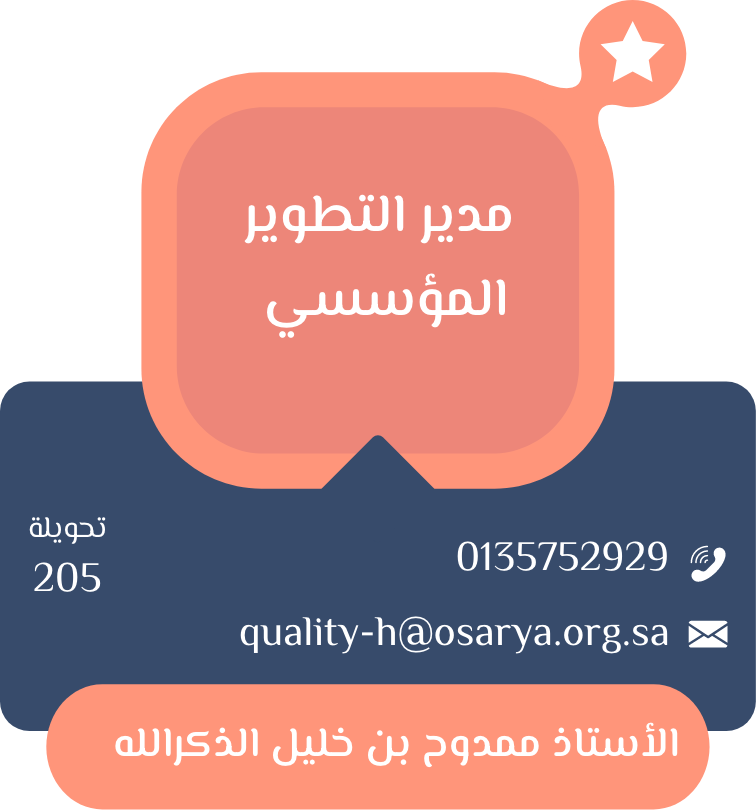 مدير التطوير
المؤسسي
0135752929
تحويلة
205
quality-h@osarya.org.sa
الأستاذ ممدوح بن خليل الذكرالله